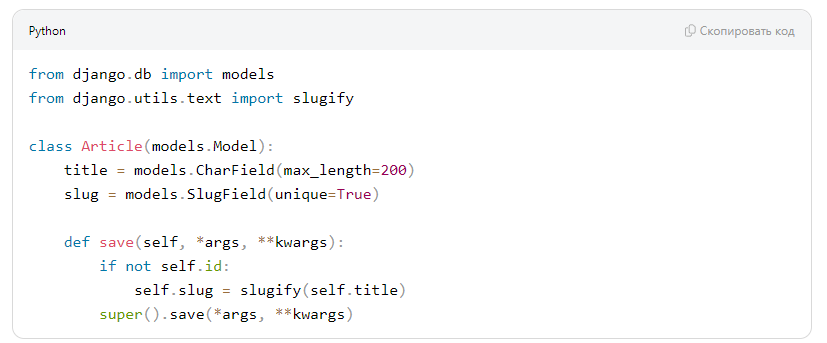 Python
Скопировать код
from django.db import models
from django.utils.text import slugify
class Article(models.Model):
    title = models.CharField(max_length=200)
    slug = models.SlugField(unique=True)
    def save(self, *args, **kwargs):
        if not self.id:
            self.slug = slugify(self.title)
        super().save(*args, **kwargs)